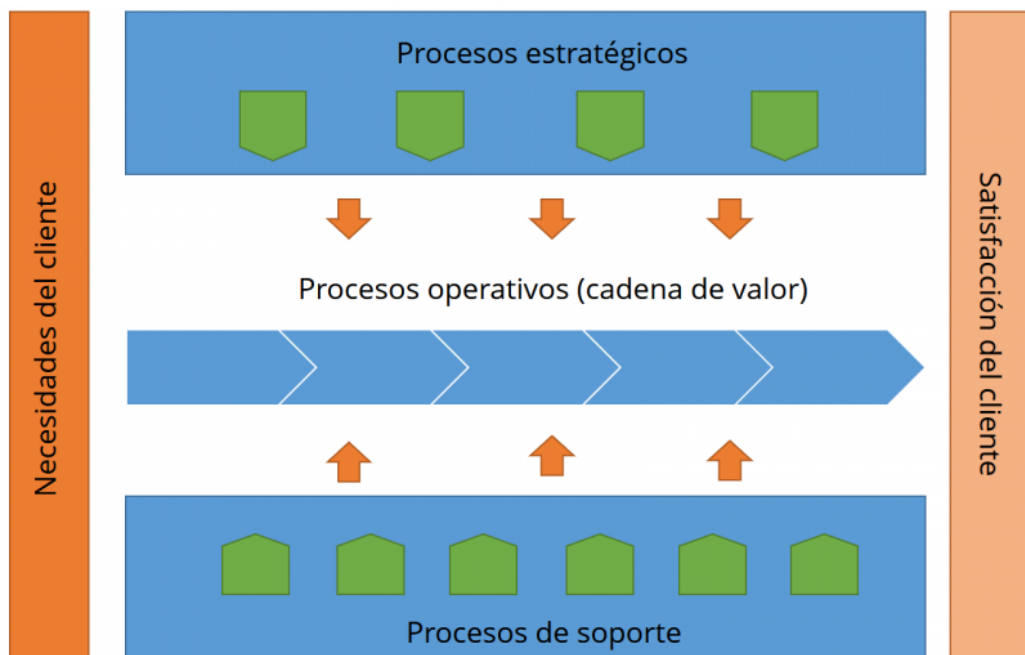 Procesos estratégicos
Necesidades del cliente
Procesos operativos (cadena de valor)
Satisfacción del cliente
Procesos de soporte